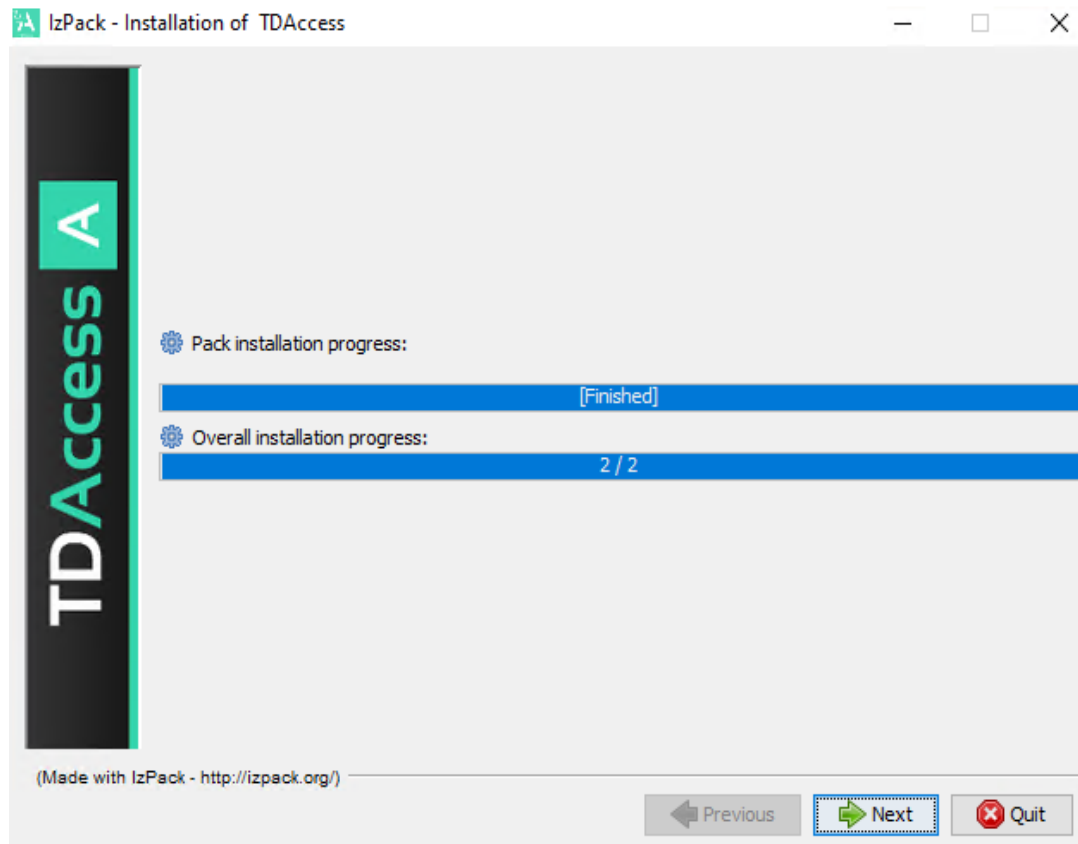 IzPack - Installation of TDAccess
TDAccess A
Pack installation progress:
[Finished]
Overall installation progress:
2 / 2
(Made with IzPack - http://izpack.org/)
Previous
Next
Quit